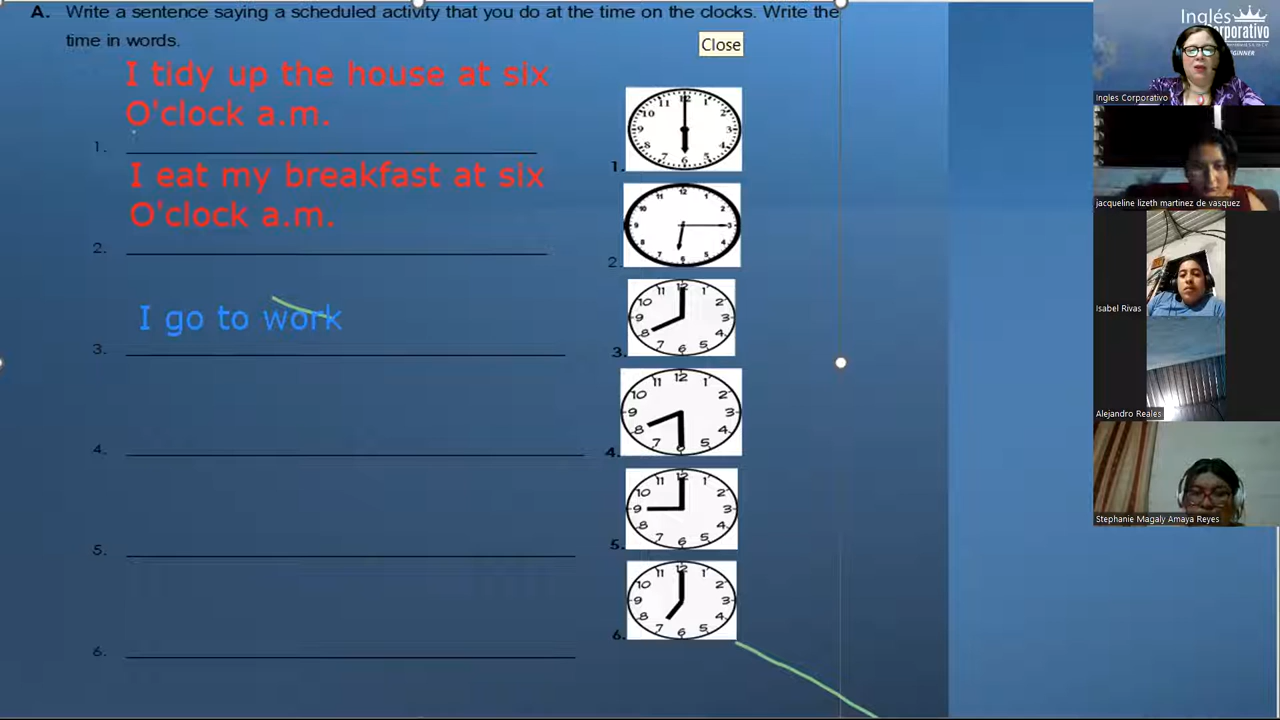 A. Write a sentence saying a scheduled activity that you do at the time on the clocks. Write the
time in words.
Close
I tidy up the house at six
O'clock a.m.
1.
1.
I eat my breakfast at six
O'clock a.m.
2.
2.
I go to work
3.
3.
4.
4.
5.
5.
6.
6.
Inglés
Corporativo
Ingles Corporativo
jacqueline lizeth martinez de vasquez
Isabel Rivas
Alejandro Reales
Stephanie Magaly Amaya Reyes